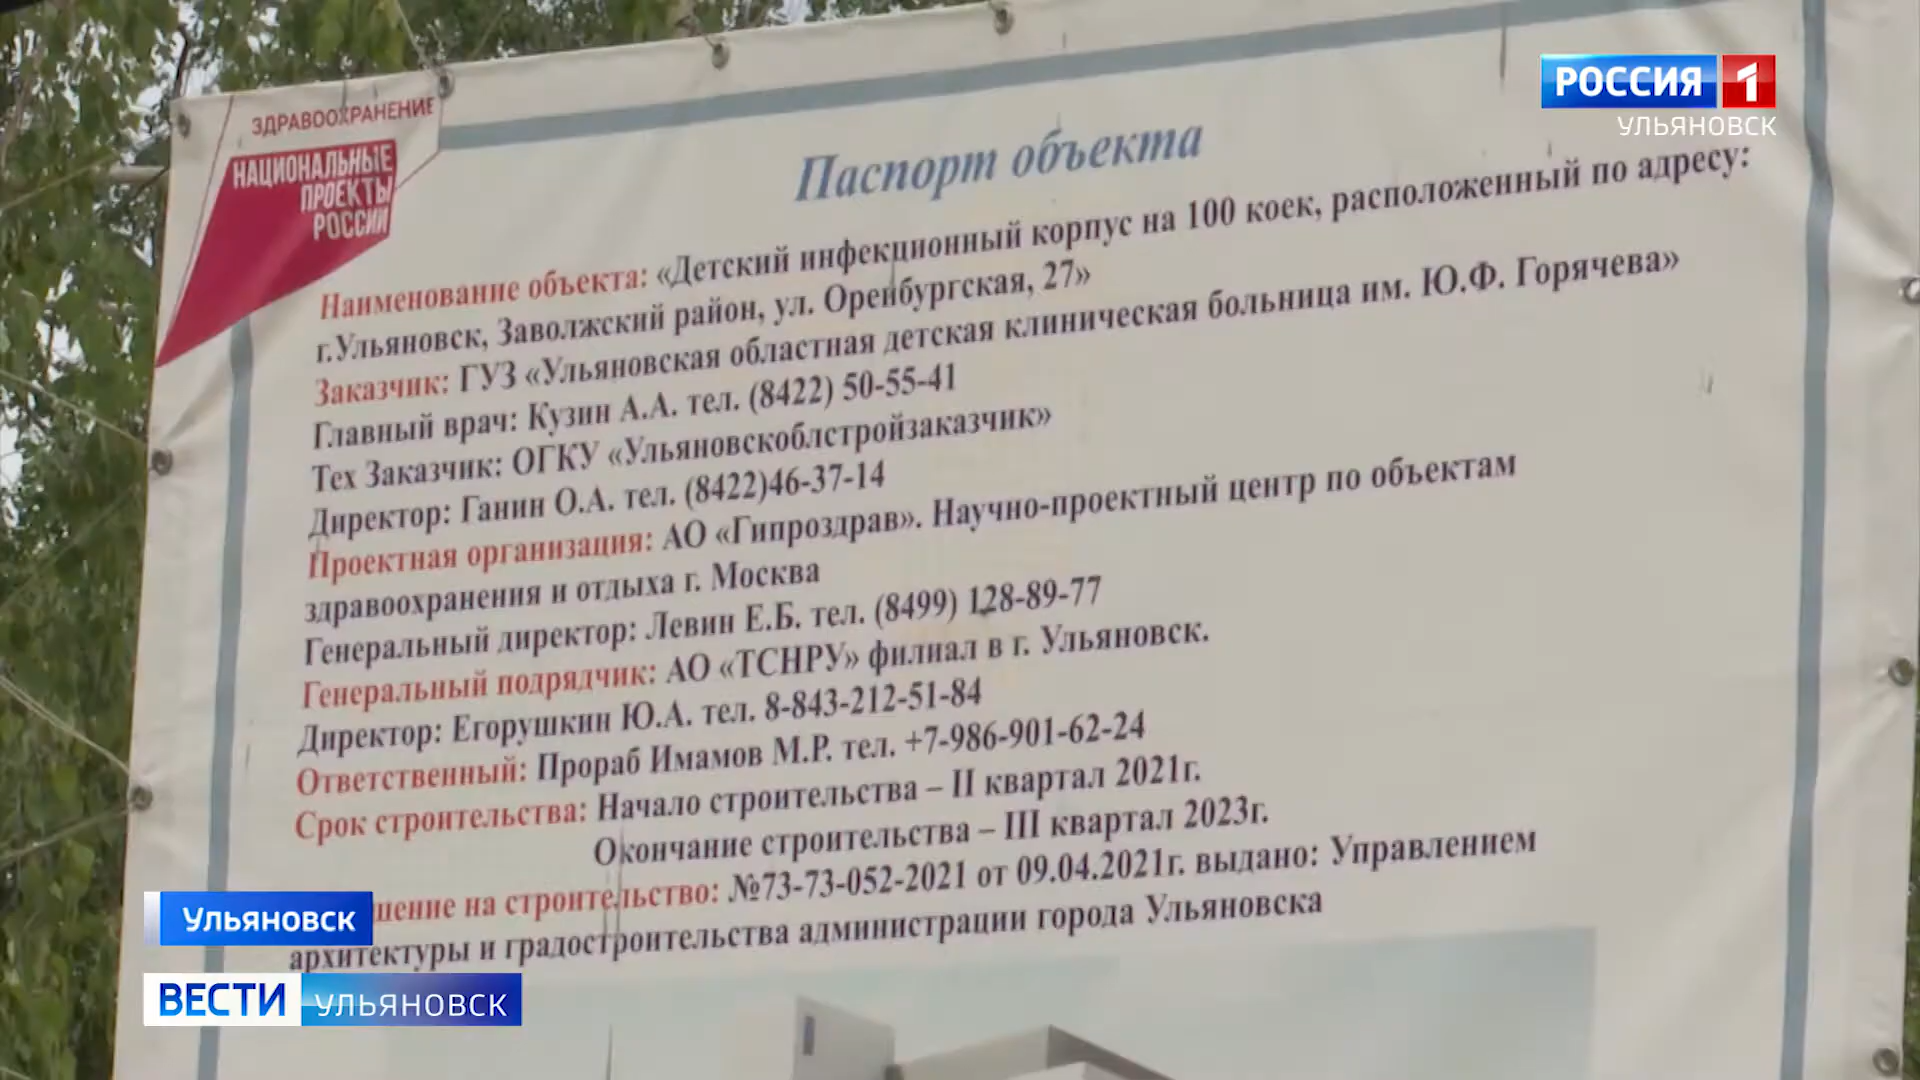 РОССИЯ 1
УЛЬЯНОВСК
ЗДРАВООХРАНЕНИЕ
НАЦИОНАЛЬНЫЕ
ПРОЕКТЫ
РОССИИ
Паспорт объекта
Наименование объекта: «Детский инфекционный корпус на 100 коек, расположенный по адресу:
г.Ульяновск, Заволжский район, ул. Оренбургская, 27»
Заказчик: ГУЗ «Ульяновская областная детская клиническая больница им. Ю.Ф. Горячева»
Главный врач: Кузин А.А. тел. (8422) 50-55-41
Тех Заказчик: ОГКУ «Ульяновскоблстройзаказчик»
Директор: Ганин О.А. тел. (8422)46-37-14
Проектная организация: АО «Гипроздрав». Научно-проектный центр по объектам
здравоохранения и отдыха г. Москва
Генеральный директор: Левин Е.Б. тел. (8499) 128-89-77
Генеральный подрядчик: АО «ТСНРУ» филиал в г. Ульяновск.
Директор: Егорушкин Ю.А. тел. 8-843-212-51-84
Ответственный: Прораб Имамов М.Р. тел. +7-986-901-62-24
Срок строительства: Начало строительства – II квартал 2021г.
Окончание строительства – III квартал 2023г.
шение на строительство: №73-73-052-2021 от 09.04.2021г. выдано: Управлением
архитектуры и градостроительства администрации города Ульяновска
Ульяновск
ВЕСТИ УЛЬЯНОВСК